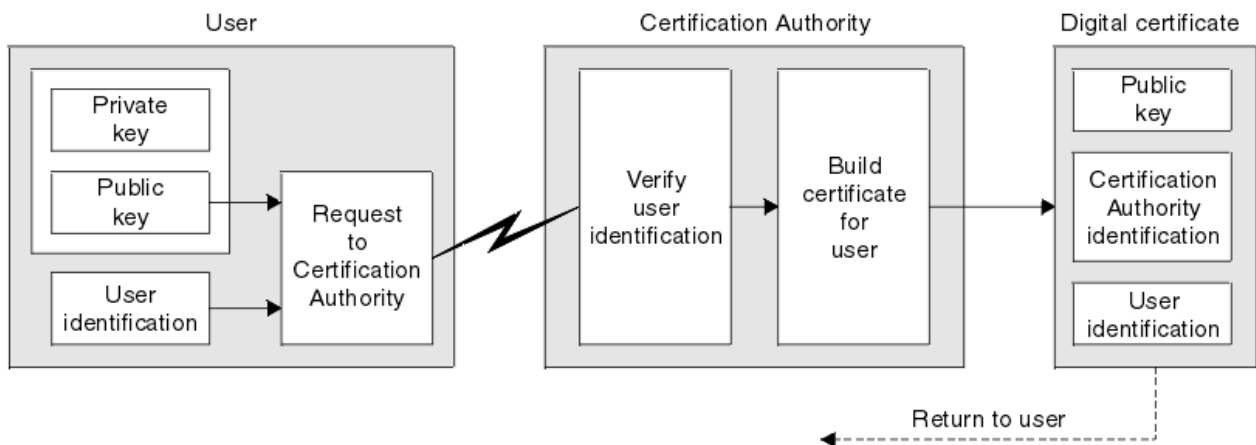 User
Certification Authority
Digital certificate
Private
key
Public
key
User
identification
Request
to
Certification
Authority
Verify
user
identification
Build
certificate
for
user
Public
key
Certification
Authority
identification
User
identification
Return to user